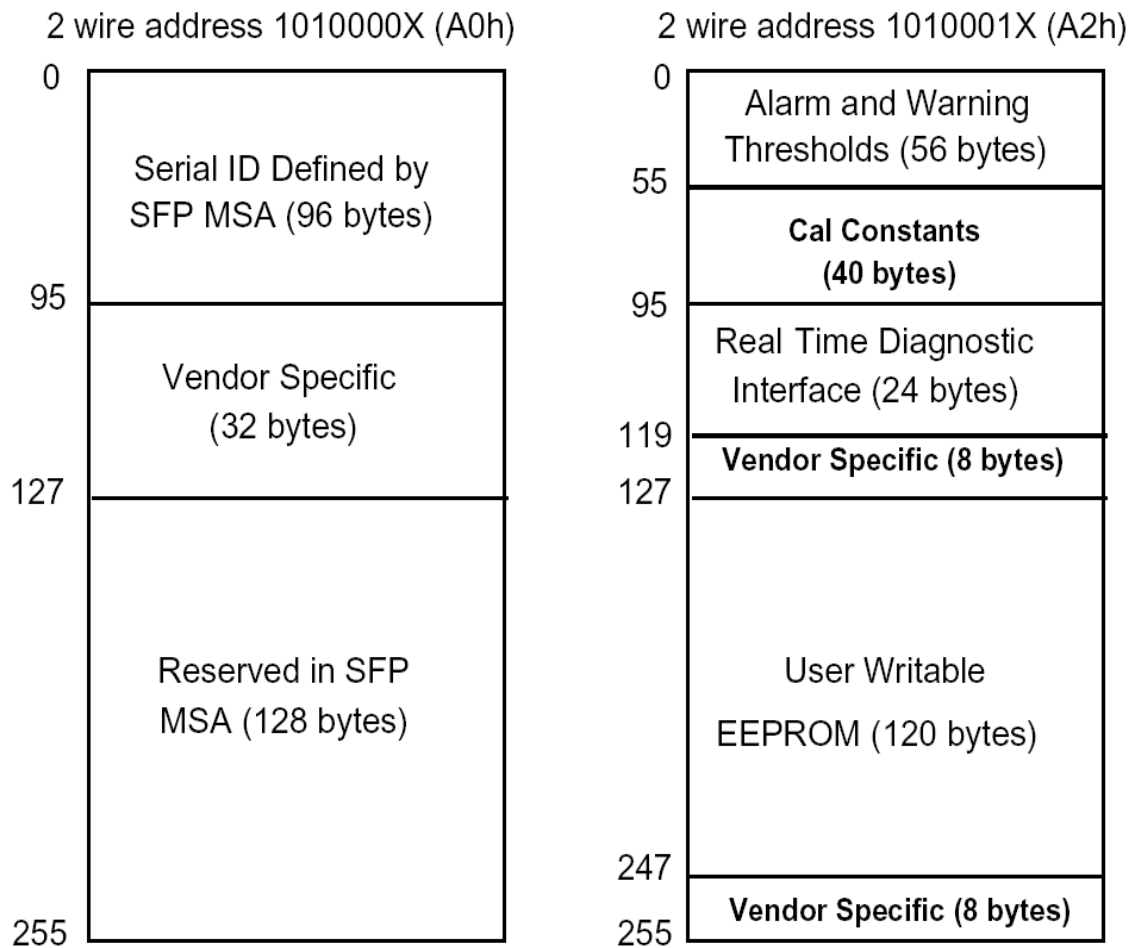 2 wire address 1010000X (A0h)
0
Serial ID Defined by
SFP MSA (96 bytes)
95
Vendor Specific
(32 bytes)
127
Reserved in SFP
MSA (128 bytes)
255
2 wire address 1010001X (A2h)
0
Alarm and Warning
Thresholds (56 bytes)
55
Cal Constants
(40 bytes)
95
Real Time Diagnostic
Interface (24 bytes)
119
Vendor Specific (8 bytes)
127
User Writable
EEPROM (120 bytes)
247
Vendor Specific (8 bytes)
255